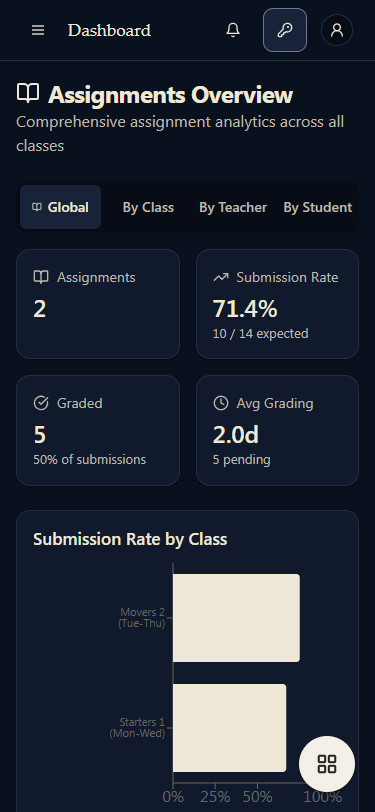 Dashboard
Assignments Overview
Comprehensive assignment analytics across all
classes
Global By Class By Teacher By Student
Assignments
2
Submission Rate
71.4%
10 / 14 expected
Graded
5
50% of submissions
Avg Grading
2.0d
5 pending
Submission Rate by Class
Movers 2
(Tue-Thu)
Starters 1
(Mon-Wed)
0% 25% 50% 100%